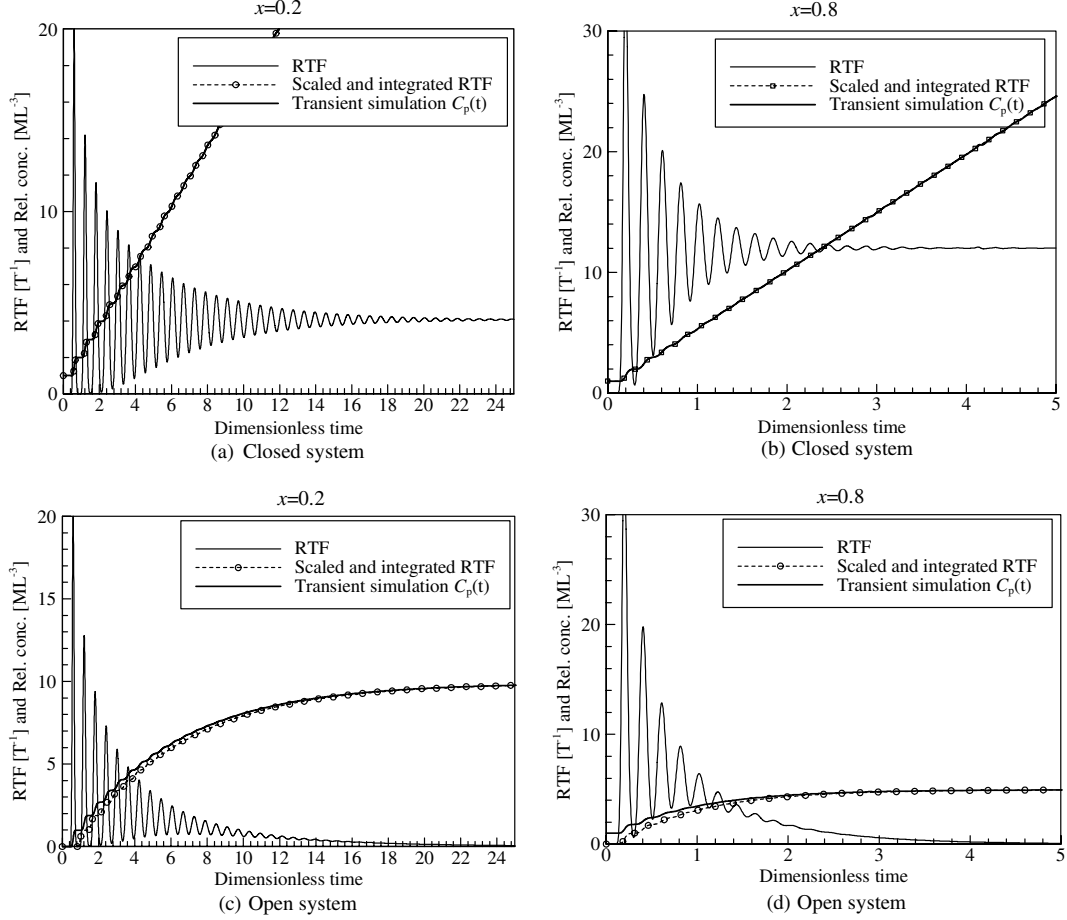 x=0.2
RTF [T⁻¹] and Rel. conc. [ML⁻³]
20
10
0
RTF
Scaled and integrated RTF
Transient simulation Cₚ(t)
0 2 4 6 8 10 12 14 16 18 20 22 24
Dimensionless time
(a) Closed system
x=0.8
RTF [T⁻¹] and Rel. conc. [ML⁻³]
30
20
10
0
RTF
Scaled and integrated RTF
Transient simulation Cₚ(t)
0 1 2 3 4 5
Dimensionless time
(b) Closed system
x=0.2
RTF [T⁻¹] and Rel. conc. [ML⁻³]
20
15
10
5
0
RTF
Scaled and integrated RTF
Transient simulation Cₚ(t)
0 2 4 6 8 10 12 14 16 18 20 22 24
Dimensionless time
(c) Open system
x=0.8
RTF [T⁻¹] and Rel. conc. [ML⁻³]
30
20
10
0
RTF
Scaled and integrated RTF
Transient simulation Cₚ(t)
0 1 2 3 4 5
Dimensionless time
(d) Open system